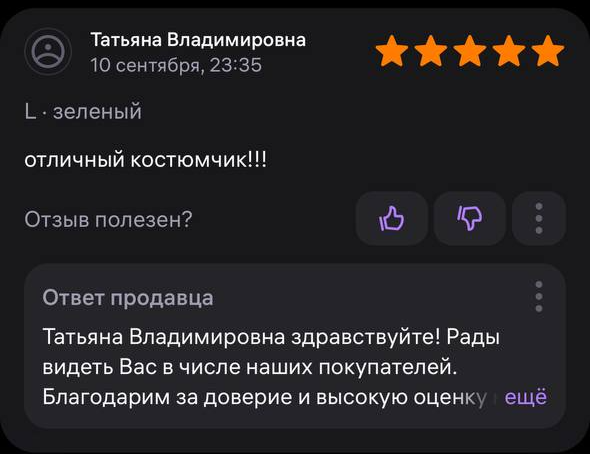 Татьяна Владимировна
10 сентября, 23:35
L · зеленый
отличный костюмчик!!!
Отзыв полезен?
Ответ продавца
Татьяна Владимировна здравствуйте! Рады
видеть Вас в числе наших покупателей.
Благодарим за доверие и высокую оценку ещё